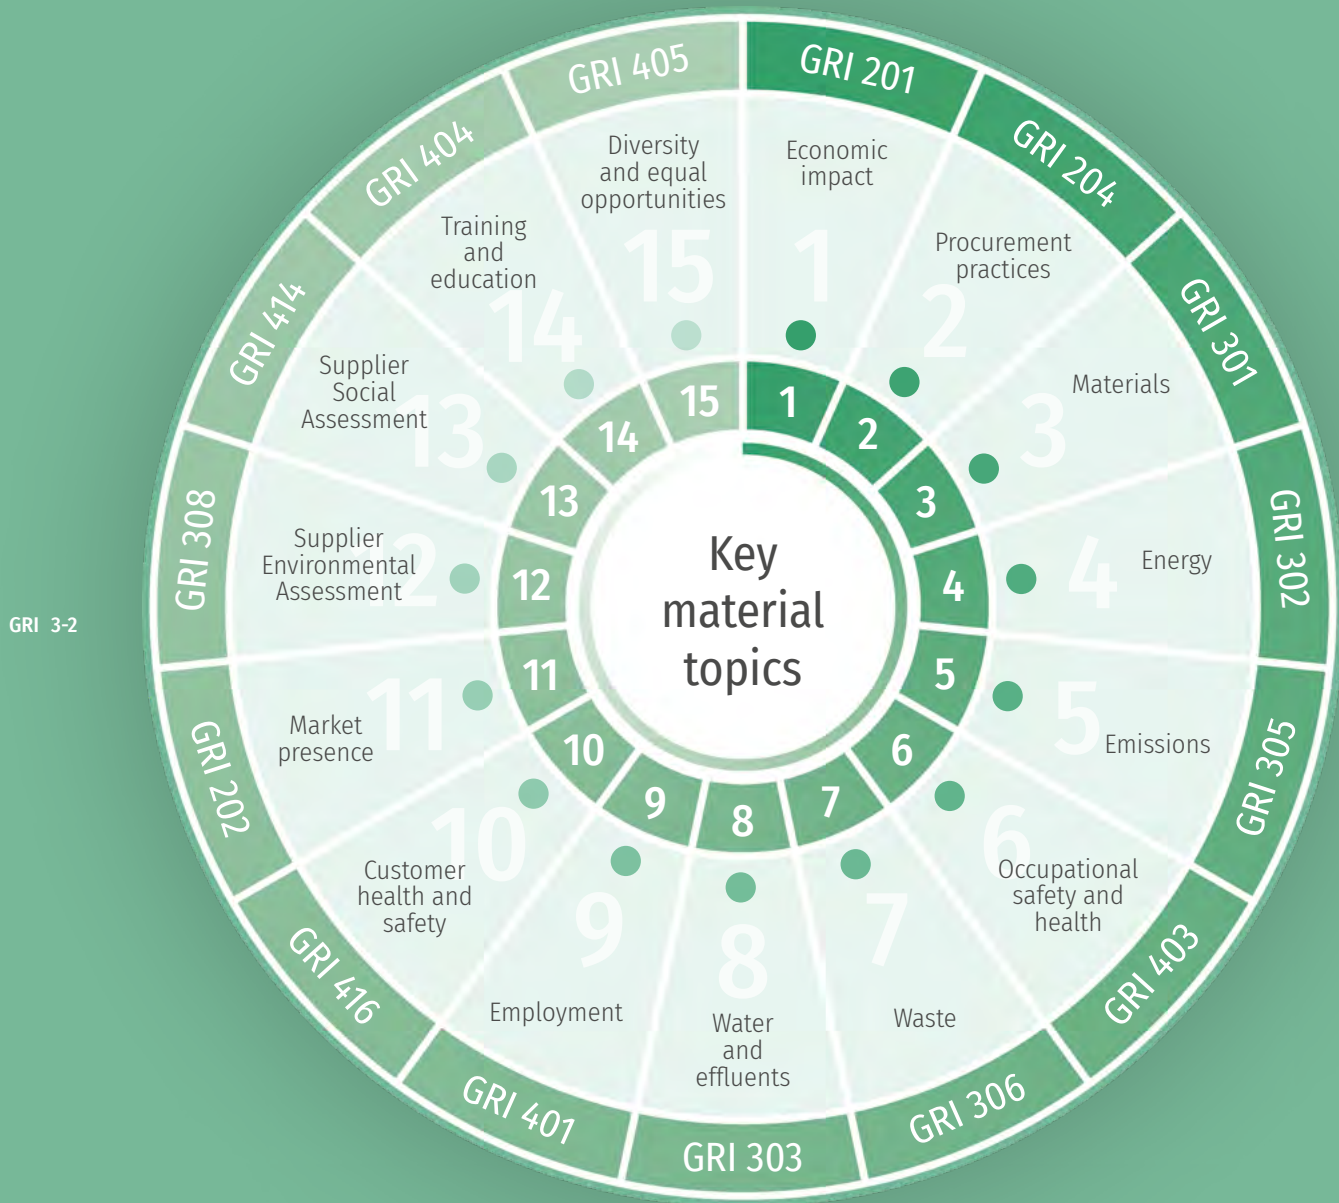 GRI 3-2
Key
material
topics
GRI 201
Economic
impact
1
1
GRI 204
Procurement
practices
2
2
GRI 301
Materials
3
3
GRI 302
Energy
4
4
GRI 305
Emissions
5
5
GRI 403
Occupational
safety and
health
6
6
GRI 306
Waste
7
7
GRI 303
Water
and
effluents
8
8
GRI 401
Employment
9
9
GRI 416
Customer
health and
safety
10
10
GRI 202
Market
presence
11
11
GRI 308
Supplier
Environmental
Assessment
12
12
GRI 414
Supplier
Social
Assessment
13
13
GRI 404
Training
and
education
14
14
GRI 405
Diversity
and equal
opportunities
15
15